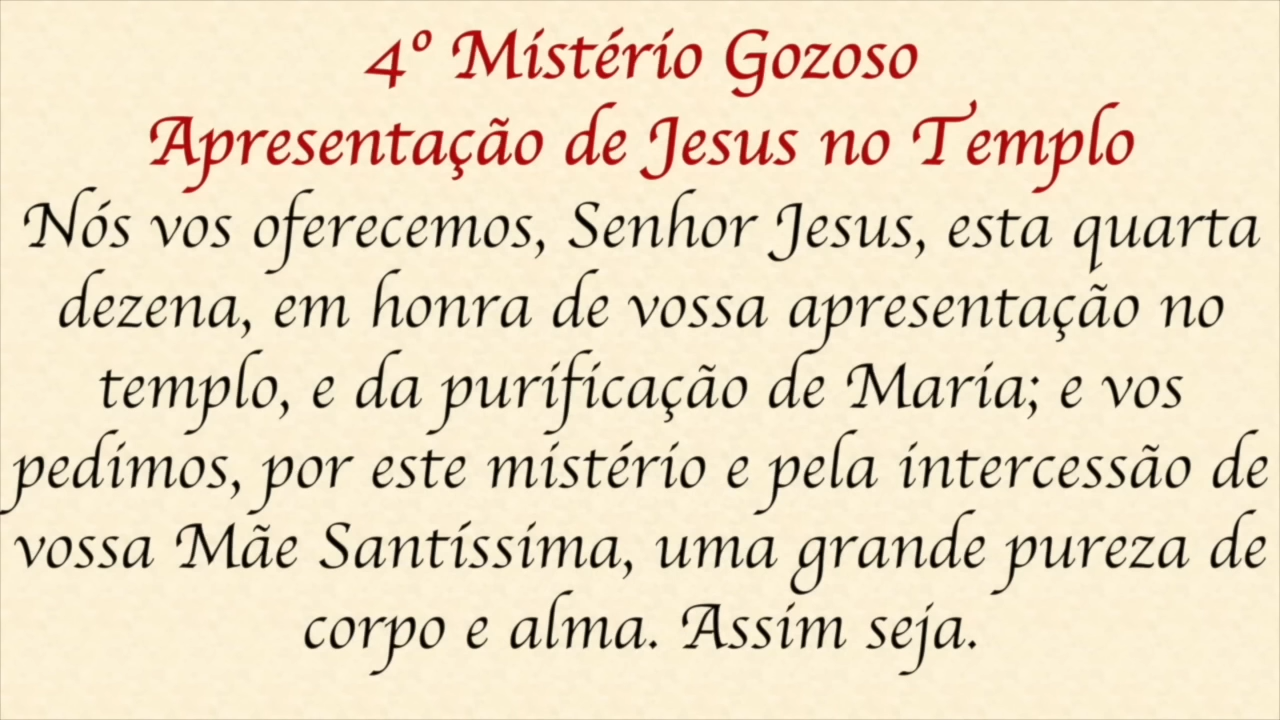 4º Mistério Gozoso
Apresentação de Jesus no Templo
Nós vos oferecemos, Senhor Jesus, esta quarta
dezena, em honra de vossa apresentação no
templo, e da purificação de Maria; e vos
pedimos, por este mistério e pela intercessão de
vossa Mãe Santíssima, uma grande pureza de
corpo e alma. Assim seja.